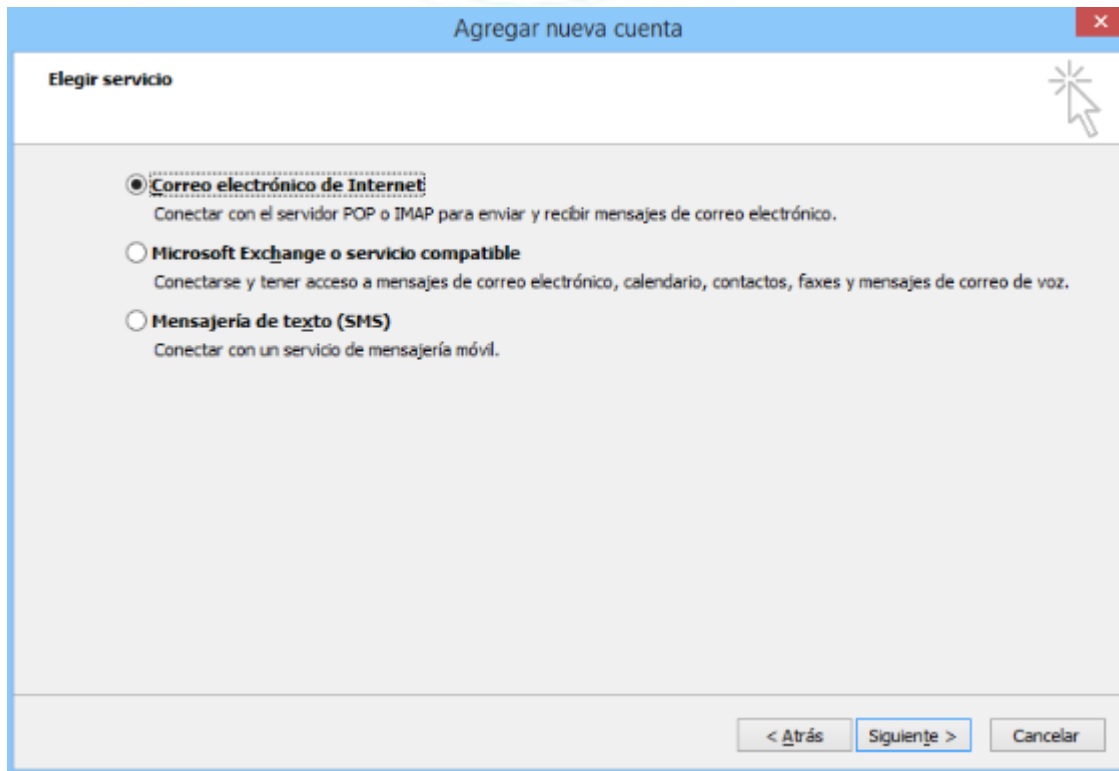 Agregar nueva cuenta
Elegir servicio
Correo electrónico de Internet
Conectar con el servidor POP o IMAP para enviar y recibir mensajes de correo electrónico.
Microsoft Exchange o servicio compatible
Conectarse y tener acceso a mensajes de correo electrónico, calendario, contactos, faxes y mensajes de correo de voz.
Mensajería de texto (SMS)
Conectar con un servicio de mensajería móvil.
< Atrás Siguiente > Cancelar